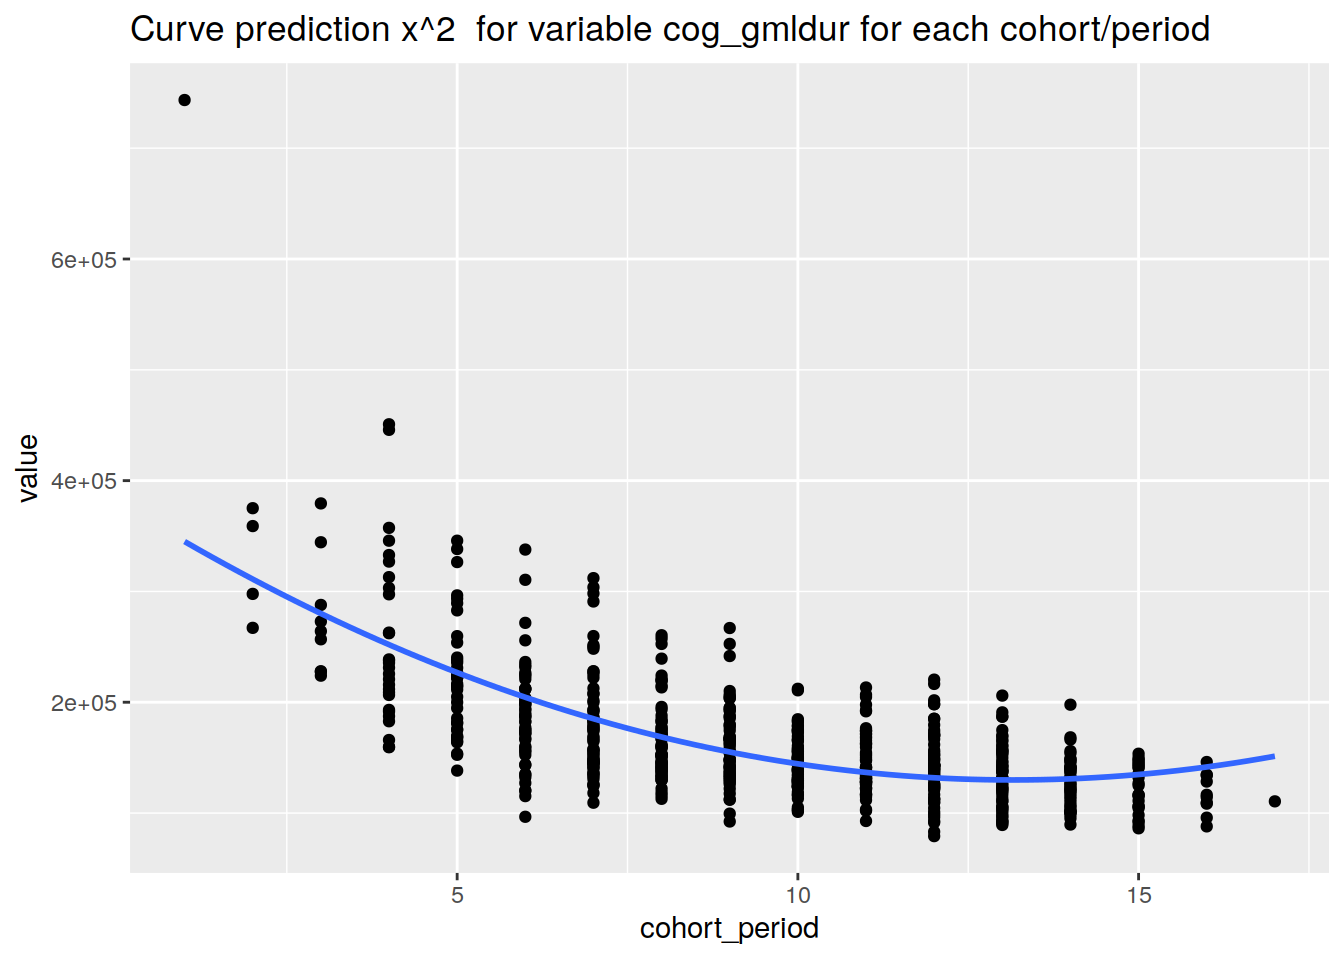 Curve prediction x^2  for variable cog_gmldur for each cohort/period
value
6e+05
4e+05
2e+05
5
10
15
cohort_period